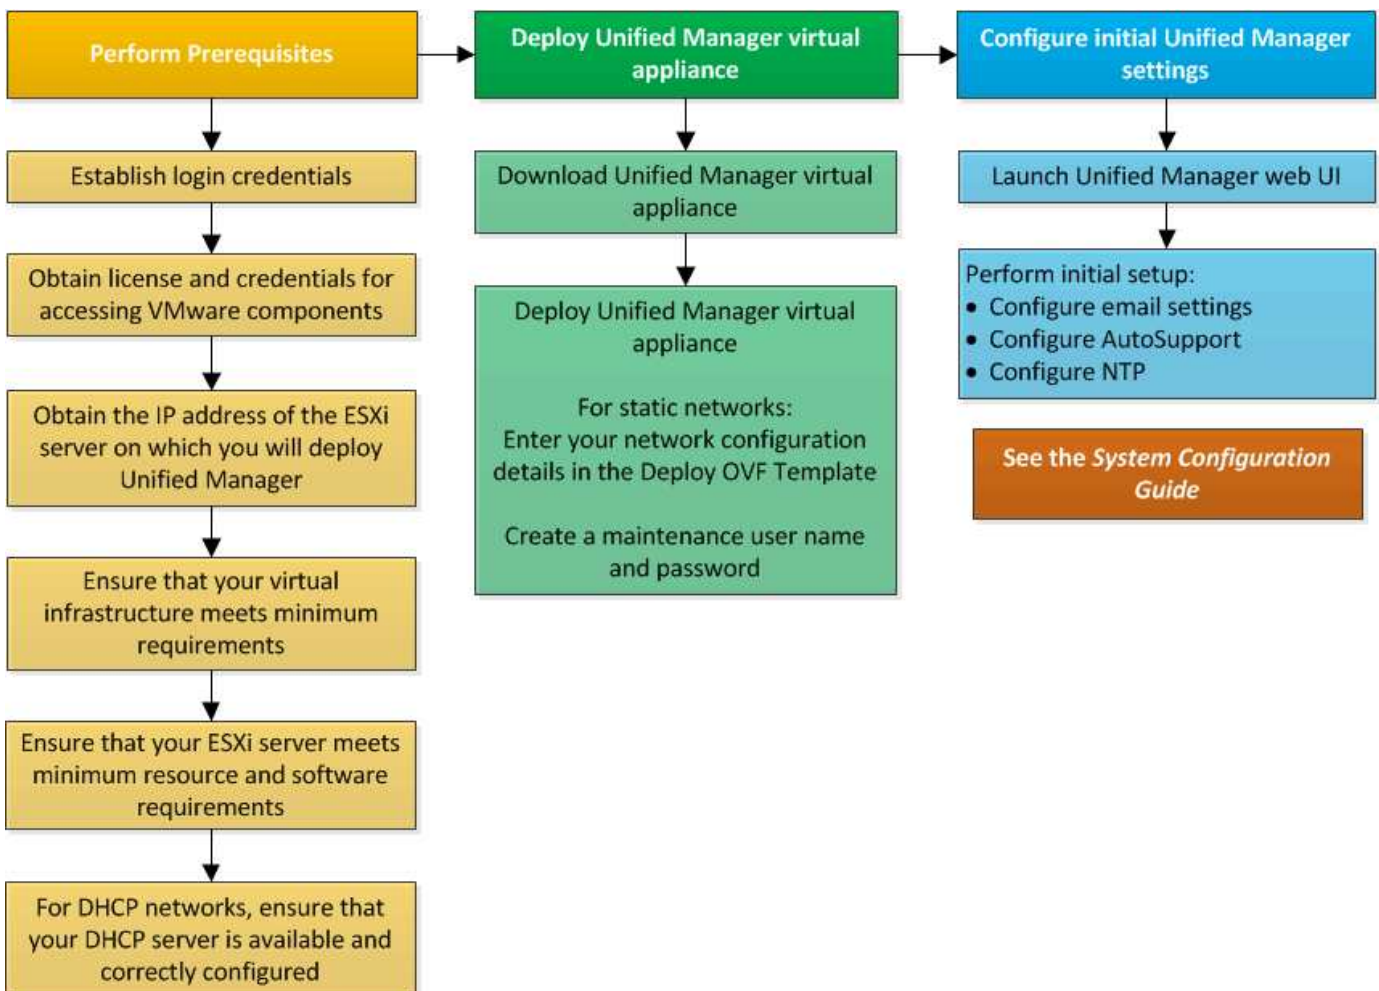 Perform Prerequisites
Establish login credentials
Obtain license and credentials for
accessing VMware components
Obtain the IP address of the ESXi
server on which you will deploy
Unified Manager
Ensure that your virtual
infrastructure meets minimum
requirements
Ensure that your ESXi server meets
minimum resource and software
requirements
For DHCP networks, ensure that
your DHCP server is available and
correctly configured
Deploy Unified Manager virtual
appliance
Download Unified Manager virtual
appliance
Deploy Unified Manager virtual
appliance
For static networks:
Enter your network configuration
details in the Deploy OVF Template
Create a maintenance user name
and password
Configure initial Unified Manager
settings
Launch Unified Manager web UI
Perform initial setup:
• Configure email settings
• Configure AutoSupport
• Configure NTP
See the System Configuration
Guide